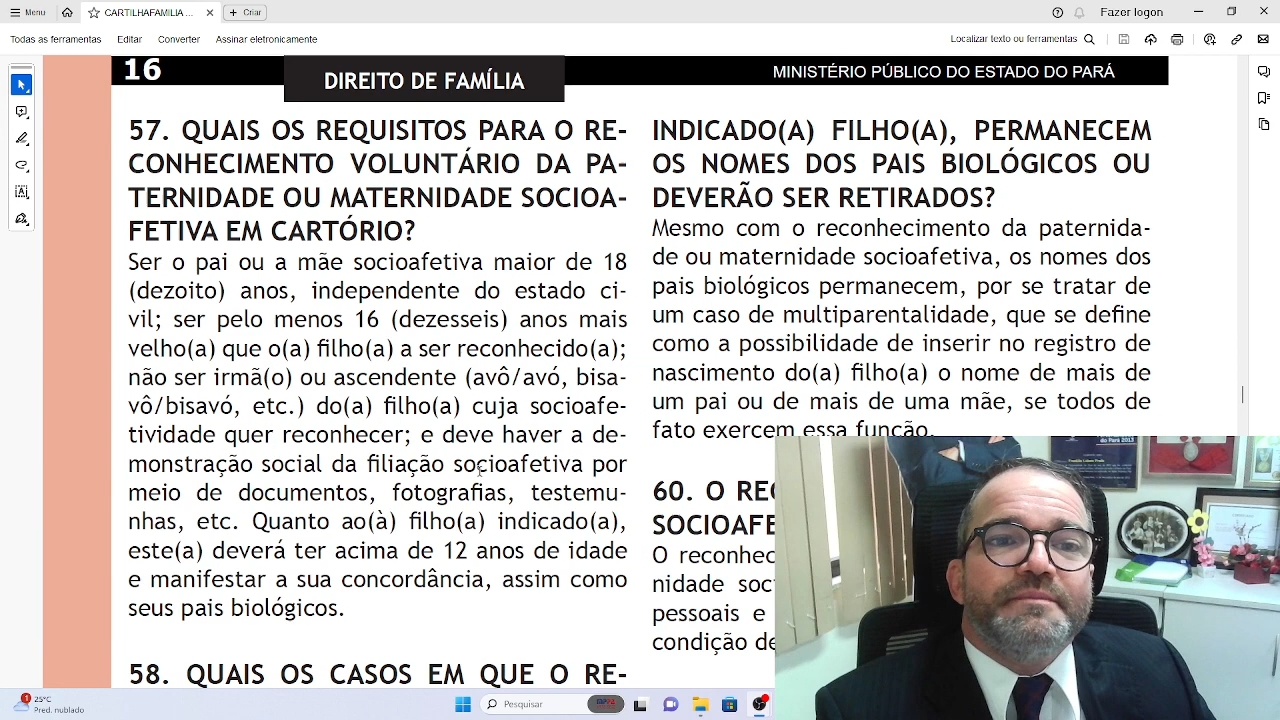 Menu
CARTILHAFAMILIA ...
Criar
Fazer logon
Todas as ferramentas
Editar
Converter
Assinar eletronicamente
Localizar texto ou ferramentas
16
DIREITO DE FAMÍLIA
MINISTÉRIO PÚBLICO DO ESTADO DO PARÁ
57. QUAIS OS REQUISITOS PARA O RE-
CONHECIMENTO VOLUNTÁRIO DA PA-
TERNIDADE OU MATERNIDADE SOCIOA-
FETIVA EM CARTÓRIO?
Ser o pai ou a mãe socioafetiva maior de 18
(dezoito) anos, independente do estado ci-
vil; ser pelo menos 16 (dezesseis) anos mais
velho(a) que o(a) filho(a) a ser reconhecido(a);
não ser irmã(o) ou ascendente (avô/avó, bisa-
vô/bisavó, etc.) do(a) filho(a) cuja socioafe-
tividade quer reconhecer; e deve haver a de-
monstração social da filiação socioafetiva por
meio de documentos, fotografias, testemu-
nhas, etc. Quanto ao(à) filho(a) indicado(a),
este(a) deverá ter acima de 12 anos de idade
e manifestar a sua concordância, assim como
seus pais biológicos.
58. QUAIS OS CASOS EM QUE O RE-
INDICADO(A) FILHO(A), PERMANECEM
OS NOMES DOS PAIS BIOLÓGICOS OU
DEVERÃO SER RETIRADOS?
Mesmo com o reconhecimento da paternida-
de ou maternidade socioafetiva, os nomes dos
pais biológicos permanecem, por se tratar de
um caso de multiparentalidade, que se define
como a possibilidade de inserir no registro de
nascimento do(a) filho(a) o nome de mais de
um pai ou de mais de uma mãe, se todos de
fato exercem essa função.
60. O REC
SOCIOAFE
O reconhec
nidade soc
pessoais e
condição de
do Pará 2013
1
25°C
Pred. nublado
Pesquisar